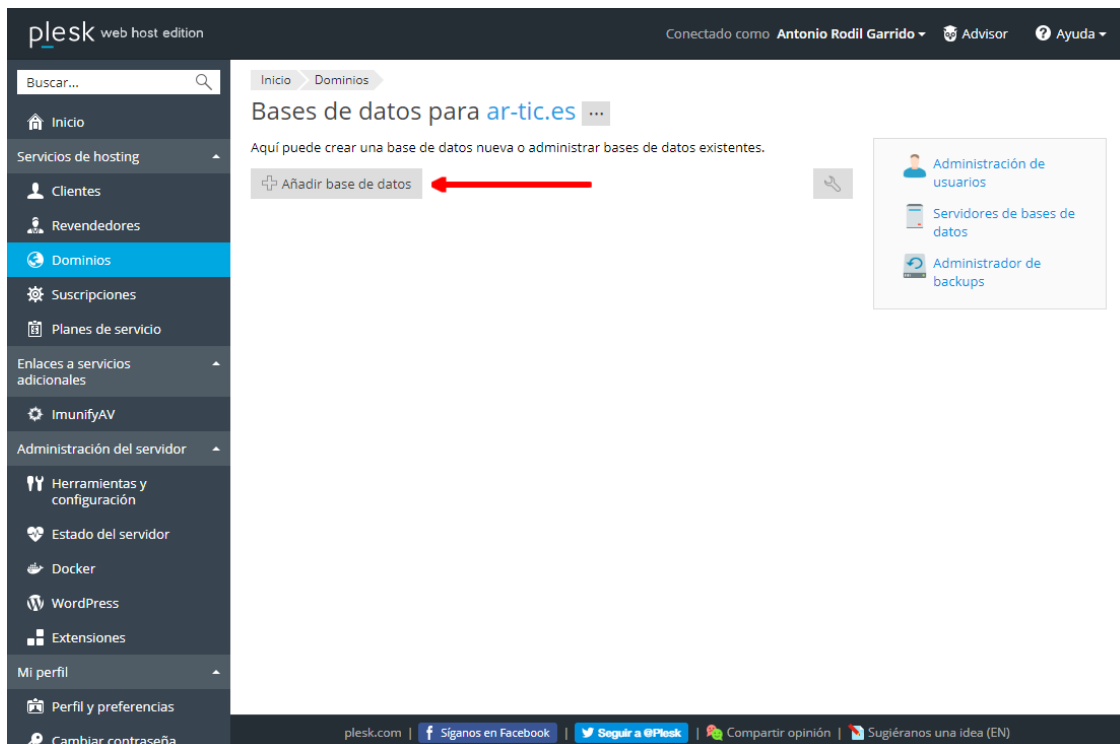 plesk web host edition
Conectado como Antonio Rodil Garrido
Advisor
Ayuda
Buscar...
Inicio
Servicios de hosting
Clientes
Revendedores
Dominios
Suscripciones
Planes de servicio
Enlaces a servicios
adicionales
ImunifyAV
Administración del servidor
Herramientas y
configuración
Estado del servidor
Docker
WordPress
Extensiones
Mi perfil
Perfil y preferencias
Cambiar contraseña
Inicio
Dominios
Bases de datos para ar-tic.es ...
Aquí puede crear una base de datos nueva o administrar bases de datos existentes.
Añadir base de datos
Administración de
usuarios
Servidores de bases de
datos
Administrador de
backups
plesk.com | Síganos en Facebook | Seguir a @Plesk | Compartir opinión | Sugiéranos una idea (EN)